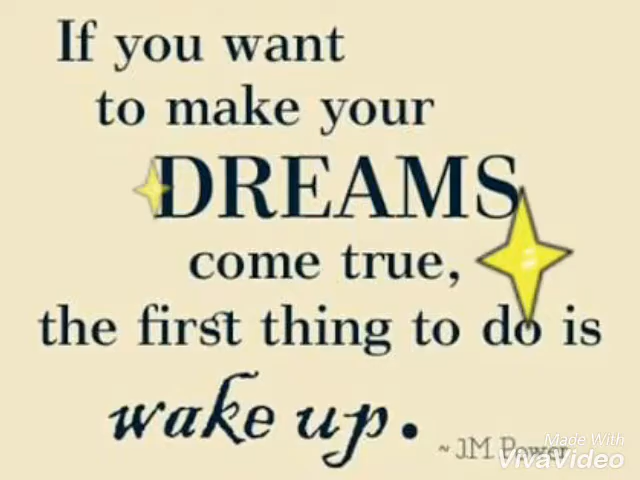 If you want
to make your
DREAMS
come true,
the first thing to do is
wake up.
~ J.M. Power
Made With
VivaVideo